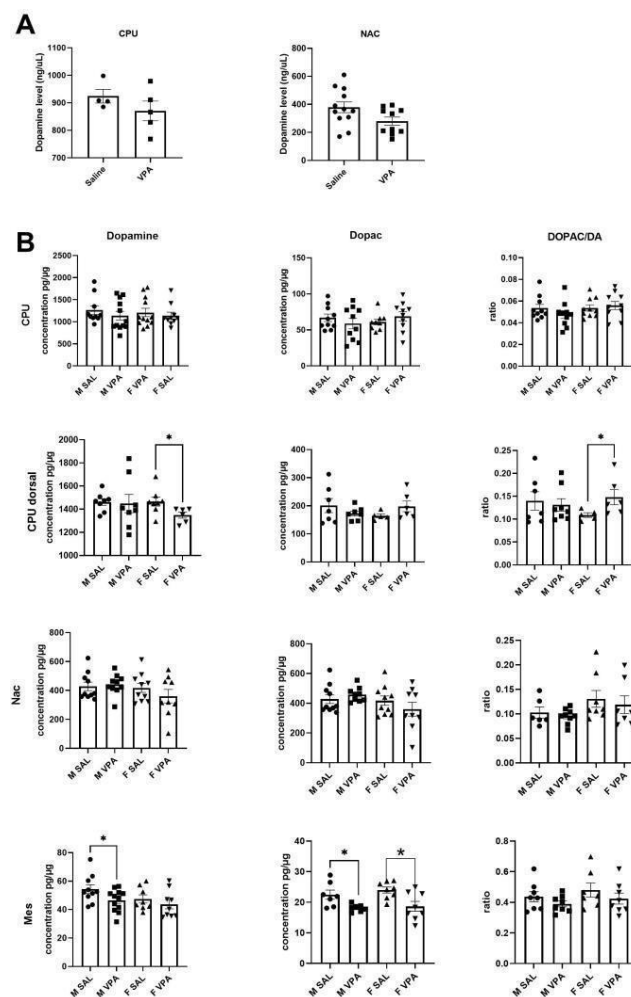 A
CPU
NAC
Dopamine level (ng/uL)
1100
1000
900
800
700
Saline
VPA
Dopamine level (ng/uL)
800
600
400
200
0
Saline
VPA
B
Dopamine
Dopac
DOPAC/DA
CPU
concentration pg/µg
2500
2000
1500
1000
500
0
M SAL
M VPA
F VPA
F SAL
concentration pg/µg
150
100
50
0
M SAL
M VPA
F SAL
F VPA
ratio
0.10
0.08
0.06
0.04
0.02
0.00
M SAL
M VPA
F SAL
F VPA
CPU dorsal
concentration pg/µg
2000
1800
1600
1400
1200
1000
*
M SAL
M VPA
F SAL
F VPA
concentration pg/µg
400
300
200
100
0
M SAL
M VPA
F SAL
F VPA
ratio
0.25
0.20
0.15
0.10
0.05
0.00
*
M SAL
M VPA
F SAL
F VPA
Nac
concentration pg/µg
800
600
400
200
0
M SAL
M VPA
F SAL
F VPA
concentration pg/µg
800
600
400
200
0
M SAL
M VPA
F SAL
F VPA
ratio
0.25
0.20
0.15
0.10
0.05
0.00
M SAL
M VPA
F SAL
F VPA
Mes
concentration pg/µg
80
60
40
20
0
*
M SAL
M VPA
F SAL
F VPA
concentration pg/µg
40
30
20
10
0
*
*
M SAL
M VPA
F SAL
F VPA
ratio
0.8
0.6
0.4
0.2
0.0
M SAL
M VPA
F SAL
F VPA